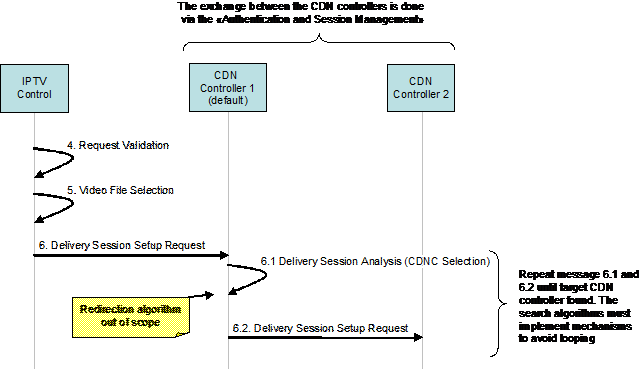 The exchange between the CDN controllers is done
via the «Authentication and Session Management»
IPTV
Control
CDN
Controller 1
(default)
CDN
Controller 2
4. Request Validation
5. Video File Selection
6. Delivery Session Setup Request
6.1 Delivery Session Analysis (CDNC Selection)
Redirection algorithm
out of scope
6.2. Delivery Session Setup Request
Repeat message 6.1 and
6.2 until target CDN
controller found. The
search algorithms must
implement mechanisms
to avoid looping